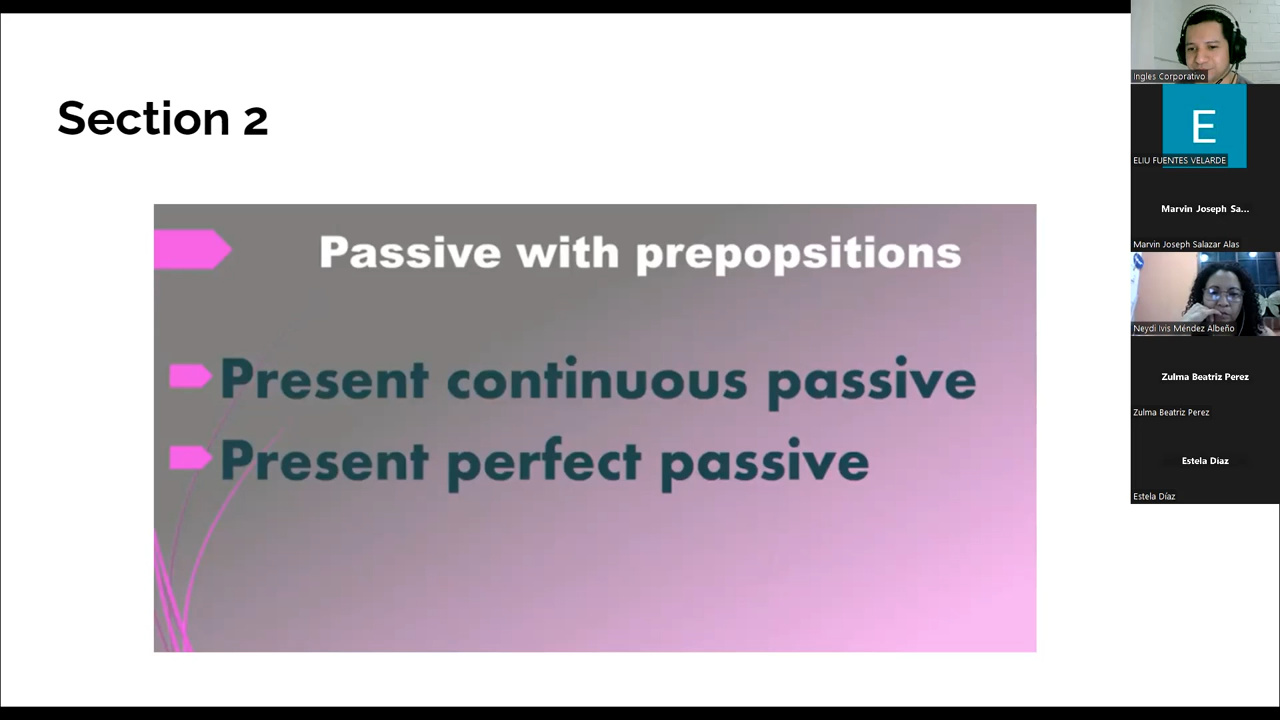 Section 2
Passive with prepopsitions
Present continuous passive
Present perfect passive
Ingles Corporativo
E
ELIU FUENTES VELARDE
Marvin Joseph Sa...
Marvin Joseph Salazar Alas
Neydi Ivis Méndez Albeño
Zulma Beatriz Perez
Zulma Beatriz Perez
Estela Díaz
Estela Díaz